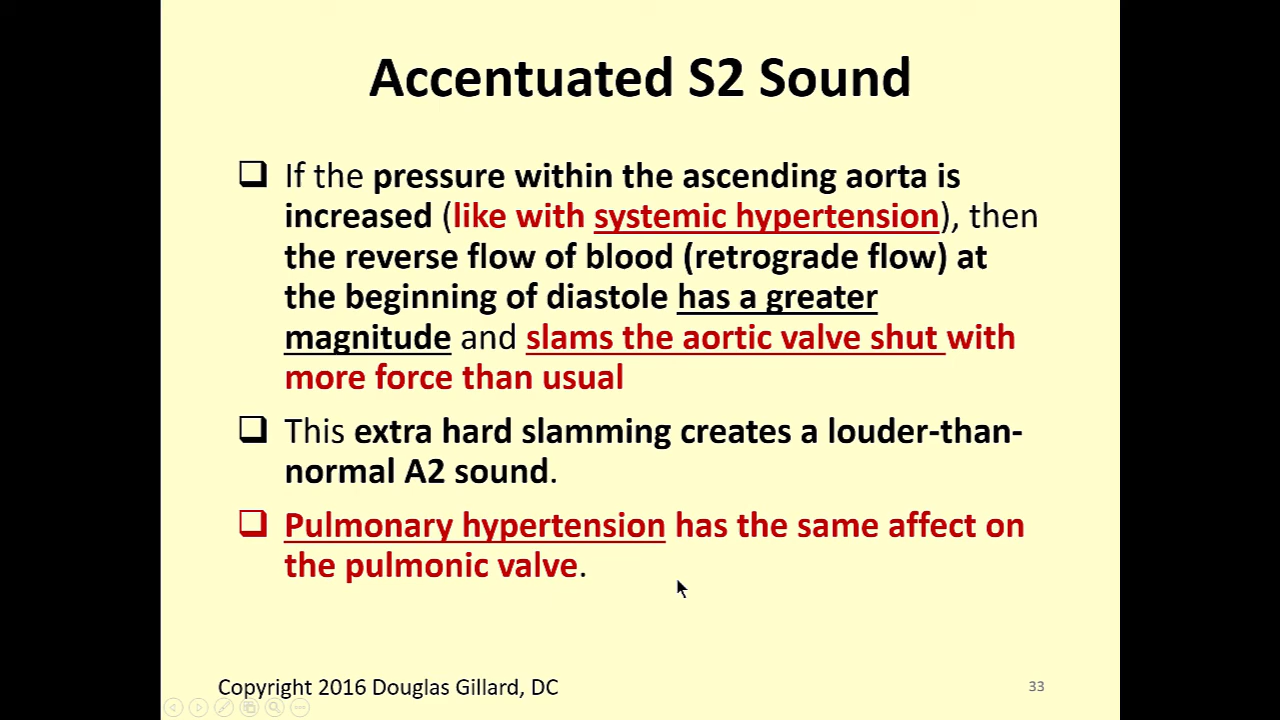 Accentuated S2 Sound
If the pressure within the ascending aorta is
increased (like with systemic hypertension), then
the reverse flow of blood (retrograde flow) at
the beginning of diastole has a greater
magnitude and slams the aortic valve shut with
more force than usual
This extra hard slamming creates a louder-than-
normal A2 sound.
Pulmonary hypertension has the same affect on
the pulmonic valve.
Copyright 2016 Douglas Gillard, DC
33